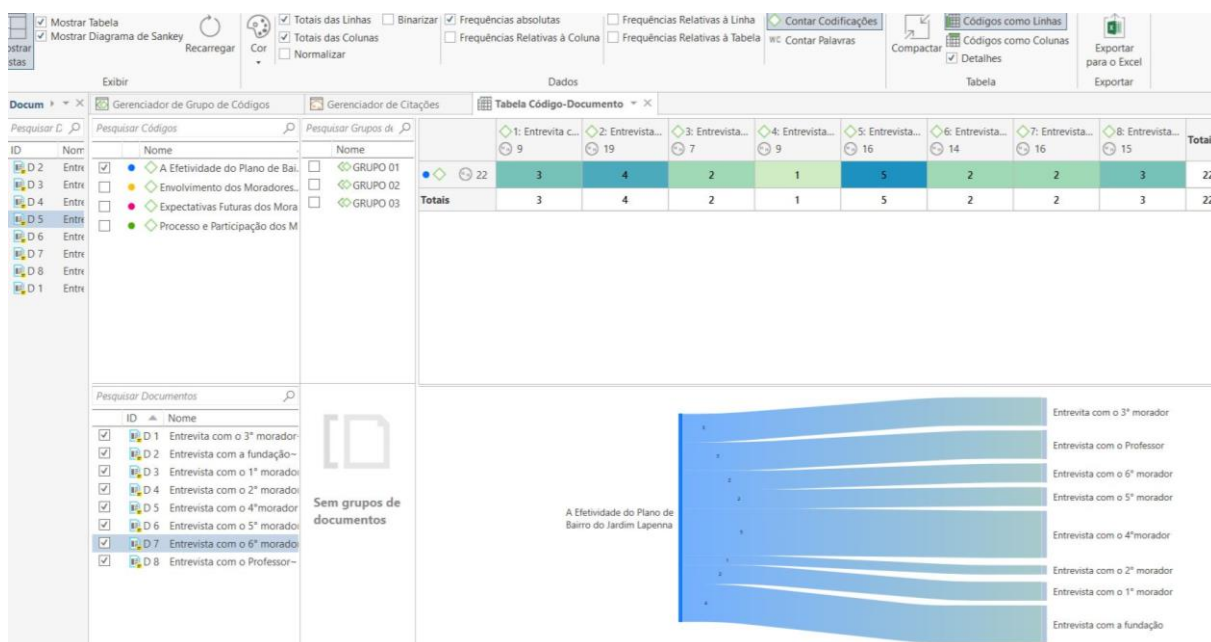 Mostrar Tabela
Mostrar Diagrama de Sankey
Recarregar
Cor
Exibir
Totais das Linhas
Totais das Colunas
Normalizar
Binarizar
Frequências absolutas
Frequências Relativas à Coluna
Frequências Relativas à Linha
Frequências Relativas à Tabela
Contar Codificações
WC Contar Palavras
Dados
Compactar
Códigos como Linhas
Códigos como Colunas
Detalhes
Tabela
Exportar
para o Excel
Exportar
Docum
Gerenciador de Grupo de Códigos
Gerenciador de Citações
Tabela Código-Documento
Pesquisar
ID Nom
D 2 Entre
D 3 Entre
D 4 Entre
D 5 Entre
D 6 Entre
D 7 Entre
D 8 Entre
D 1 Entre
Pesquisar Códigos
Nome
A Efetividade do Plano de Bai.
Envolvimento dos Moradores..
Expectativas Futuras dos Mora
Processo e Participação dos M
Pesquisar Grupos de
Nome
GRUPO 01
GRUPO 02
GRUPO 03
1: Entrevita c... 2: Entrevista... 3: Entrevista... 4: Entrevista... 5: Entrevista... 6: Entrevista... 7: Entrevista... 8: Entrevista... Totai
9 19 7 9 16 14 16 15
22 3 4 2 1 5 2 2 3 22
Totais 3 4 2 1 5 2 2 3 22
Pesquisar Documentos
ID Nome
D 1 Entrevita com o 3° morador~
D 2 Entrevista com a fundação~
D 3 Entrevista com o 1° morado
D 4 Entrevista com o 2° morado
D 5 Entrevista com o 4°morador
D 6 Entrevista com o 5° morado
D 7 Entrevista com o 6° morado
D 8 Entrevista com o Professor~
Sem grupos de
documentos
A Efetividade do Plano de
Bairro do Jardim Lapenna
Entrevita com o 3° morador
Entrevista com o Professor
Entrevista com o 6° morador
Entrevista com o 5° morador
Entrevista com o 4°morador
Entrevista com o 2° morador
Entrevista com o 1° morador
Entrevista com a fundação